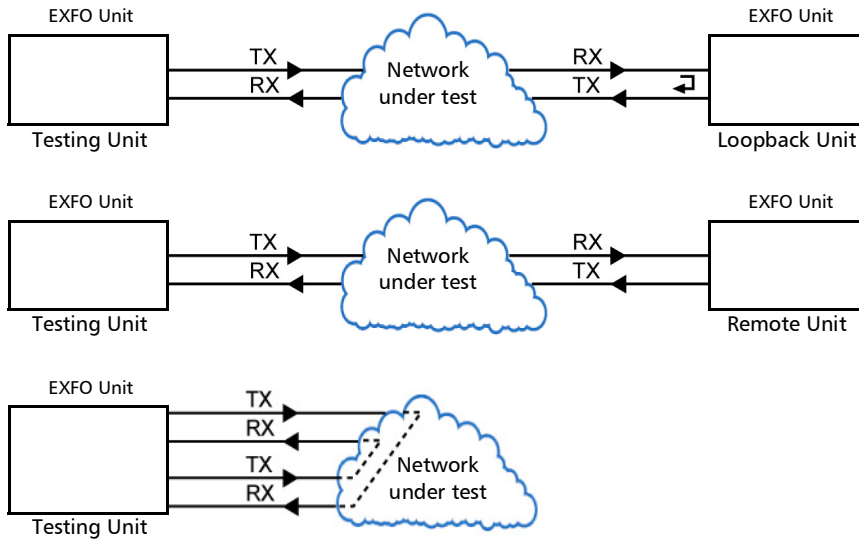 EXFO Unit
EXFO Unit
TX
RX
RX
TX
Network
under test
Testing Unit
Loopback Unit
EXFO Unit
EXFO Unit
TX
RX
RX
TX
Network
under test
Testing Unit
Remote Unit
EXFO Unit
TX
RX
TX
RX
Network
under test
Testing Unit